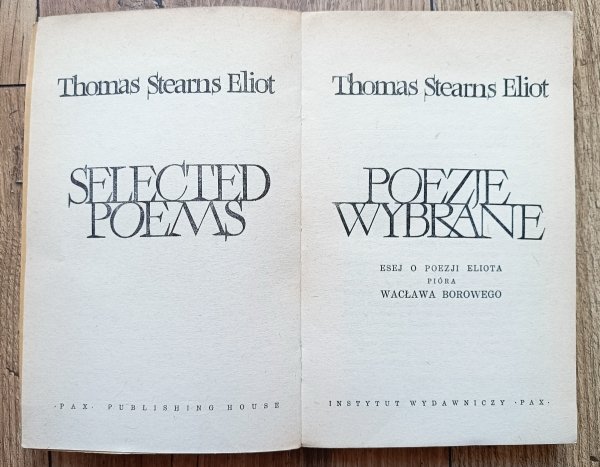 Thomas Stearns Eliot
SELECTED
POEMS
·PAX· PUBLISHING HOUSE
Thomas Stearns Eliot
POEZJE
WYBRANE
ESEJ O POEZJI ELIOTA
PIÓRA
WACŁAWA BOROWEGO
INSTYTUT WYDAWNICZY ·PAX·